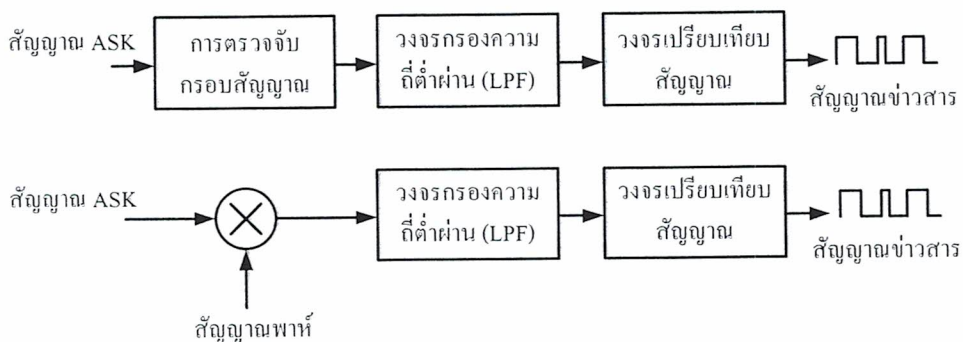 สัญญาณ ASK
การตรวจจับ
กรอบสัญญาณ
วงจรกรองความ
ถี่ต่ำผ่าน (LPF)
วงจรเปรียบเทียบ
สัญญาณ
สัญญาณข่าวสาร
สัญญาณ ASK
วงจรกรองความ
ถี่ต่ำผ่าน (LPF)
วงจรเปรียบเทียบ
สัญญาณ
สัญญาณข่าวสาร
สัญญาณพาห์